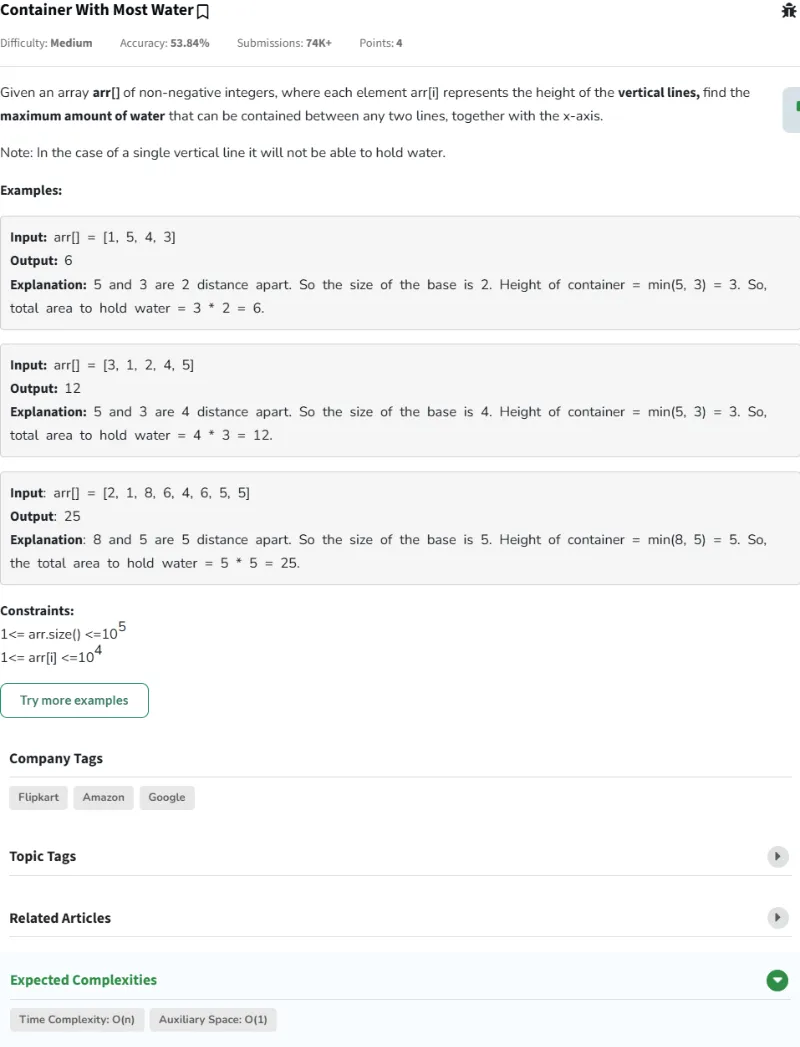 Container With Most Water
Difficulty: Medium Accuracy: 53.84% Submissions: 74K+ Points: 4
Given an array arr[] of non-negative integers, where each element arr[i] represents the height of the vertical lines, find the
maximum amount of water that can be contained between any two lines, together with the x-axis.
Note: In the case of a single vertical line it will not be able to hold water.
Examples:
Input: arr[] = [1, 5, 4, 3]
Output: 6
Explanation: 5 and 3 are 2 distance apart. So the size of the base is 2. Height of container = min(5, 3) = 3. So,
total area to hold water = 3 * 2 = 6.
Input: arr[] = [3, 1, 2, 4, 5]
Output: 12
Explanation: 5 and 3 are 4 distance apart. So the size of the base is 4. Height of container = min(5, 3) = 3. So,
total area to hold water = 4 * 3 = 12.
Input: arr[] = [2, 1, 8, 6, 4, 6, 5, 5]
Output: 25
Explanation: 8 and 5 are 5 distance apart. So the size of the base is 5. Height of container = min(8, 5) = 5. So,
the total area to hold water = 5 * 5 = 25.
Constraints:
1<= arr.size() <=10^5
1<= arr[i] <=10^4
Try more examples
Company Tags
Flipkart Amazon Google
Topic Tags
Related Articles
Expected Complexities
Time Complexity: O(n) Auxiliary Space: O(1)